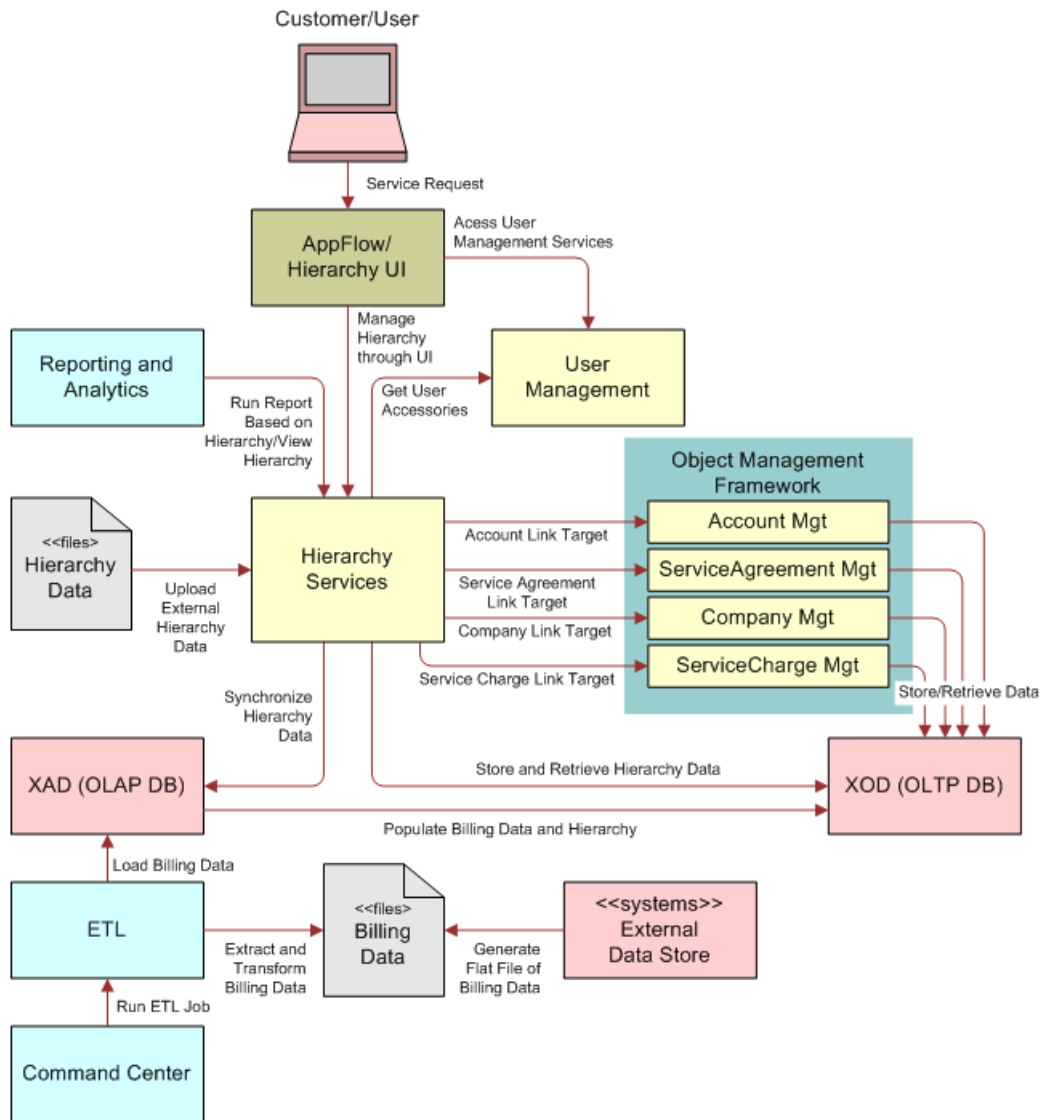 Customer/User
Service Request
AppFlow/
Hierarchy UI
Acess User
Management Services
Manage
Hierarchy
through UI
Reporting and
Analytics
User
Management
Get User
Accessories
Run Report
Based on
Hierarchy/View
Hierarchy
Object Management
Framework
<<files>>
Hierarchy
Data
Upload
External
Hierarchy
Data
Hierarchy
Services
Account Link Target
Account Mgt
Service Agreement
Link Target
ServiceAgreement Mgt
Company Link Target
Company Mgt
Service Charge Link Target
ServiceCharge Mgt
Store/Retrieve Data
Synchronize
Hierarchy
Data
XAD (OLAP DB)
Store and Retrieve Hierarchy Data
XOD (OLTP DB)
Populate Billing Data and Hierarchy
Load Billing Data
ETL
Extract and
Transform
Billing Data
<<files>
Billing
Data
Generate
Flat File of
Billing Data
<<systems>>
External
Data Store
Run ETL Job
Command Center